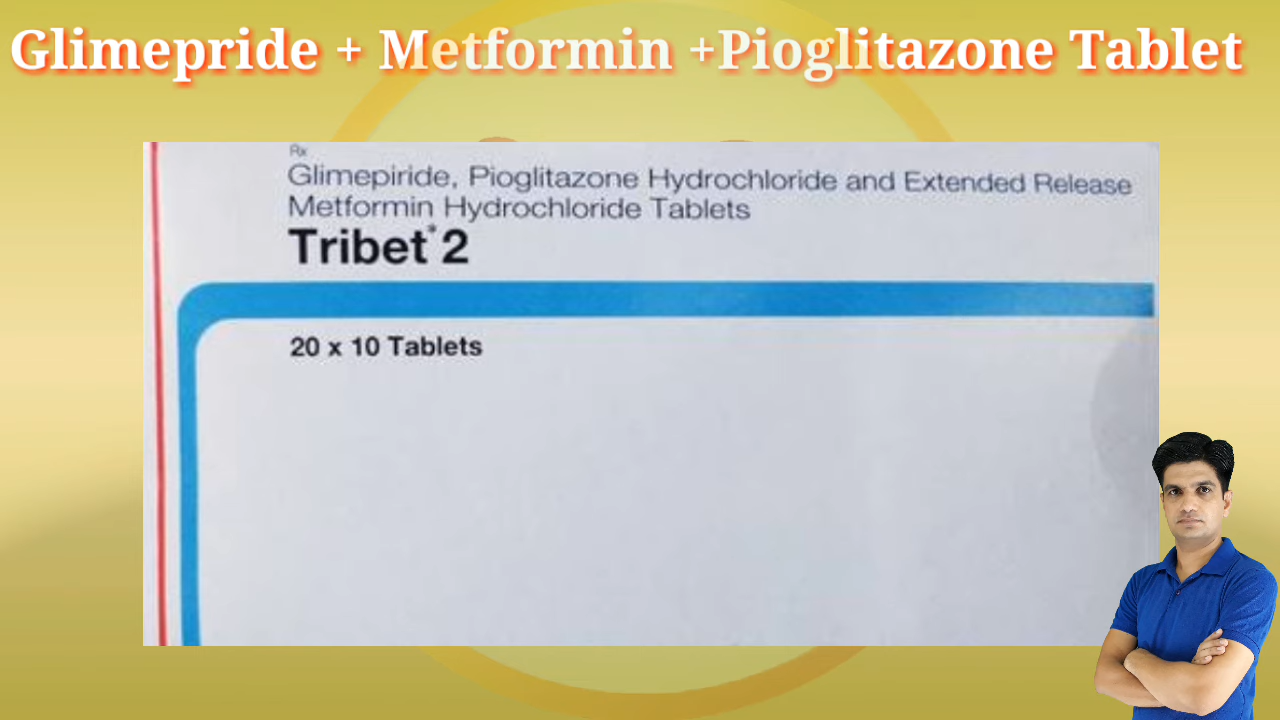 Glimepride + Metformin +Pioglitazone Tablet
Rx
Glimepiride, Pioglitazone Hydrochloride and Extended Release
Metformin Hydrochloride Tablets
Tribet* 2
20 x 10 Tablets